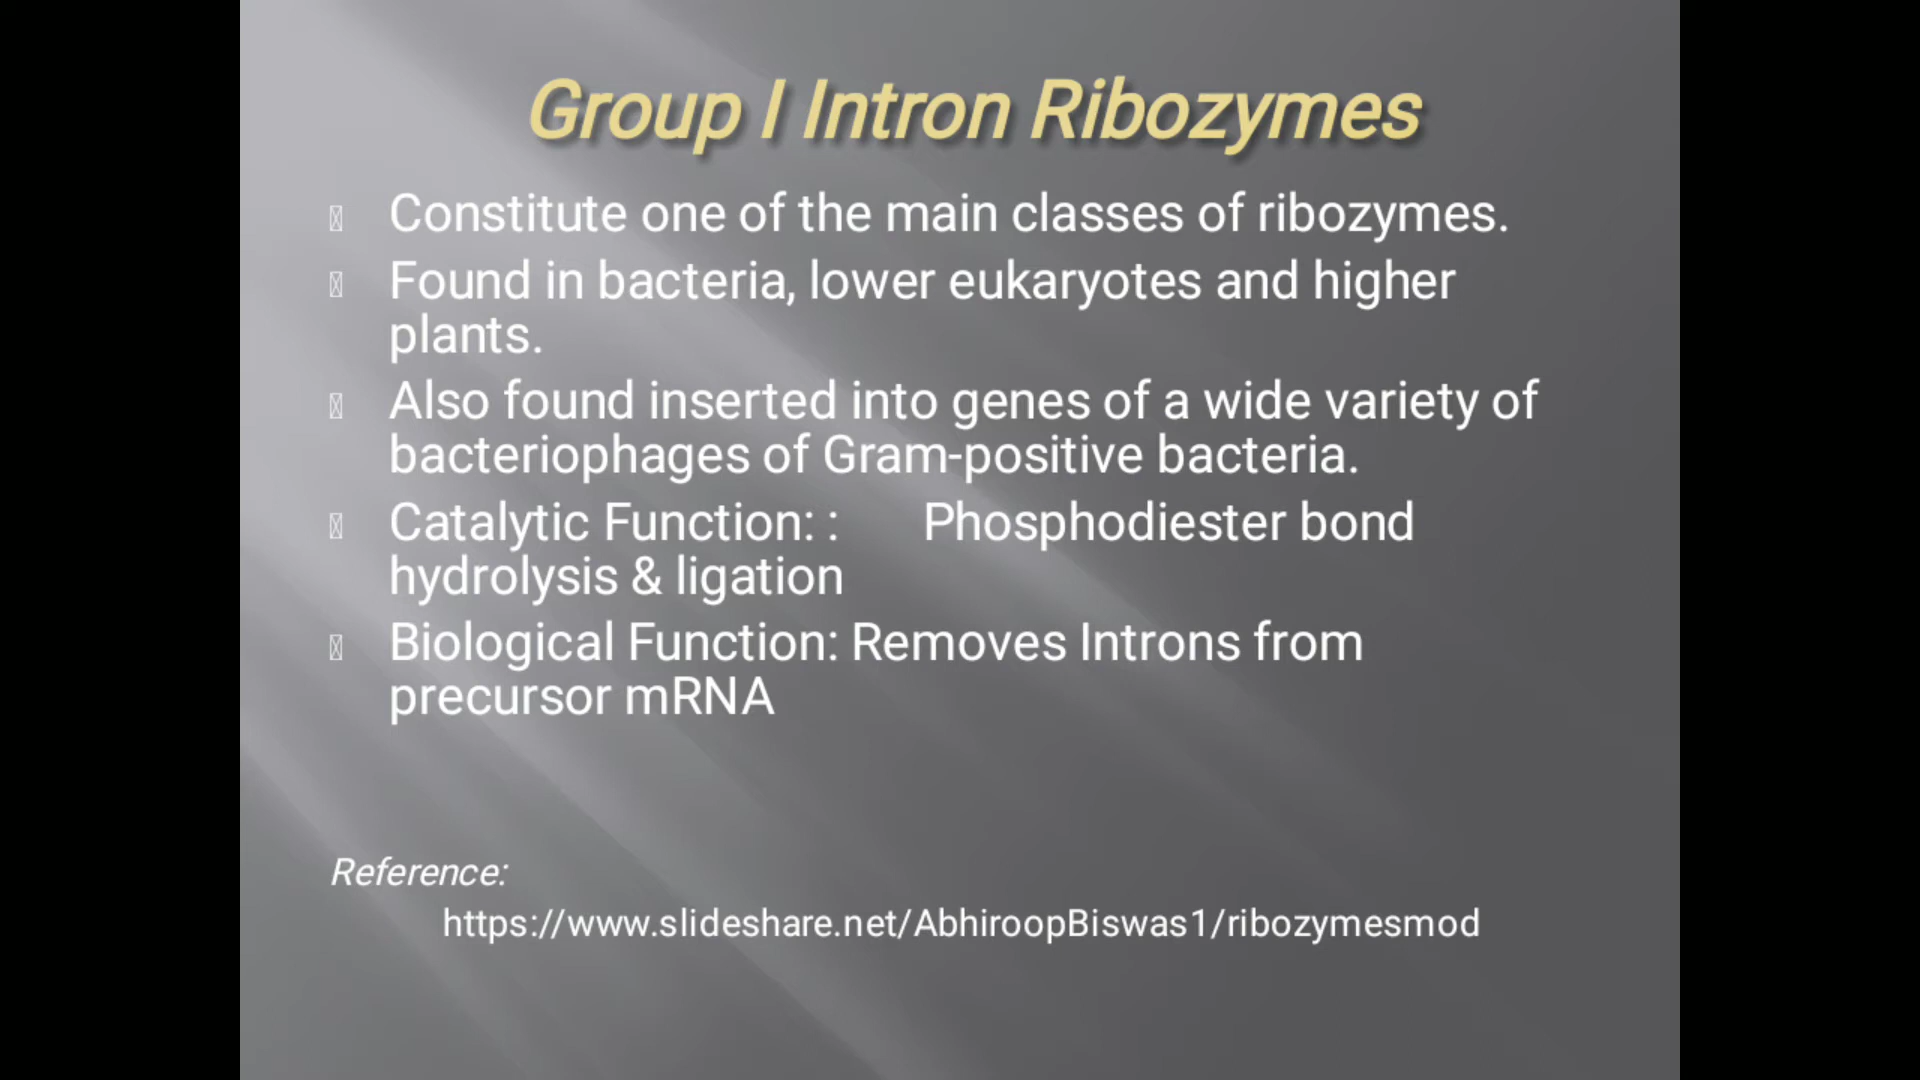 Group I Intron Ribozymes
Constitute one of the main classes of ribozymes.
Found in bacteria, lower eukaryotes and higher
plants.
Also found inserted into genes of a wide variety of
bacteriophages of Gram-positive bacteria.
Catalytic Function: : Phosphodiester bond
hydrolysis & ligation
Biological Function: Removes Introns from
precursor mRNA
Reference:
https://www.slideshare.net/AbhiroopBiswas1/ribozymesmod